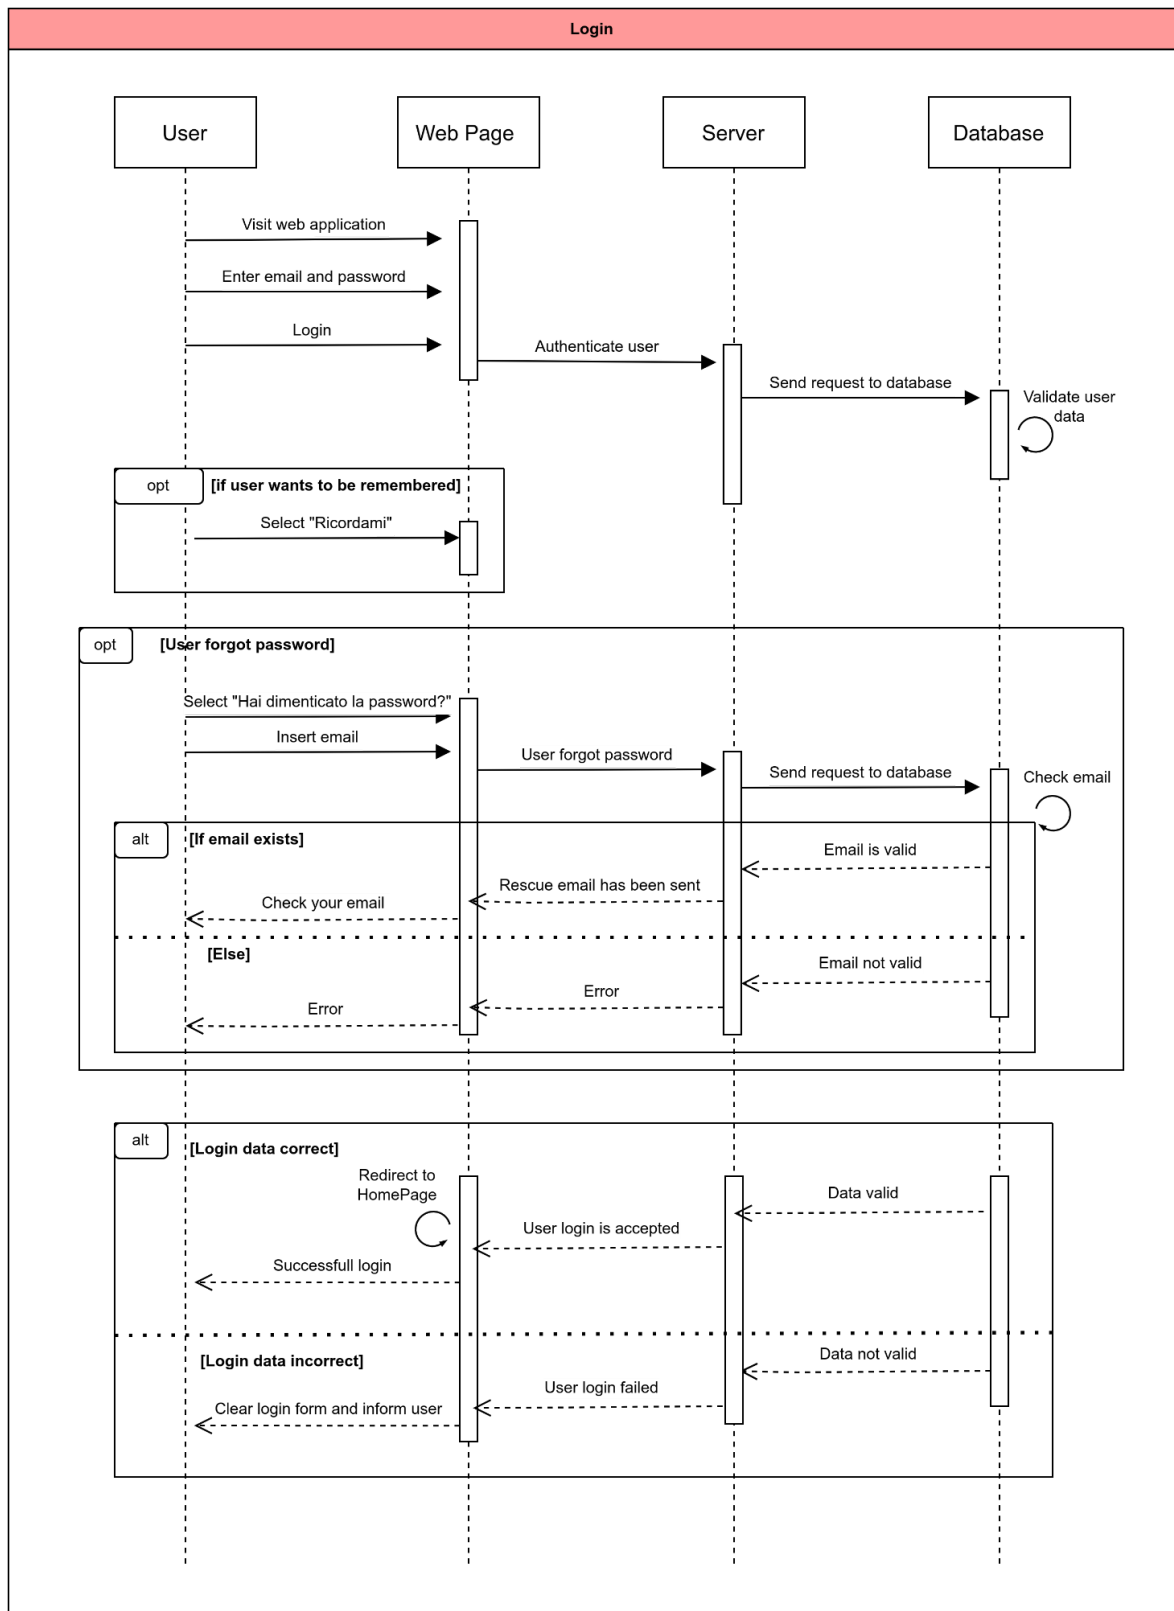 Login
User
Web Page
Server
Database
Visit web application
Enter email and password
Login
Authenticate user
Send request to database
Validate user
data
opt
[if user wants to be remembered]
Select "Ricordami"
opt
[User forgot password]
Select "Hai dimenticato la password?"
Insert email
User forgot password
Send request to database
Check email
alt
[If email exists]
Email is valid
Rescue email has been sent
Check your email
[Else]
Email not valid
Error
Error
alt
[Login data correct]
Redirect to
HomePage
Data valid
User login is accepted
Successfull login
[Login data incorrect]
Data not valid
User login failed
Clear login form and inform user